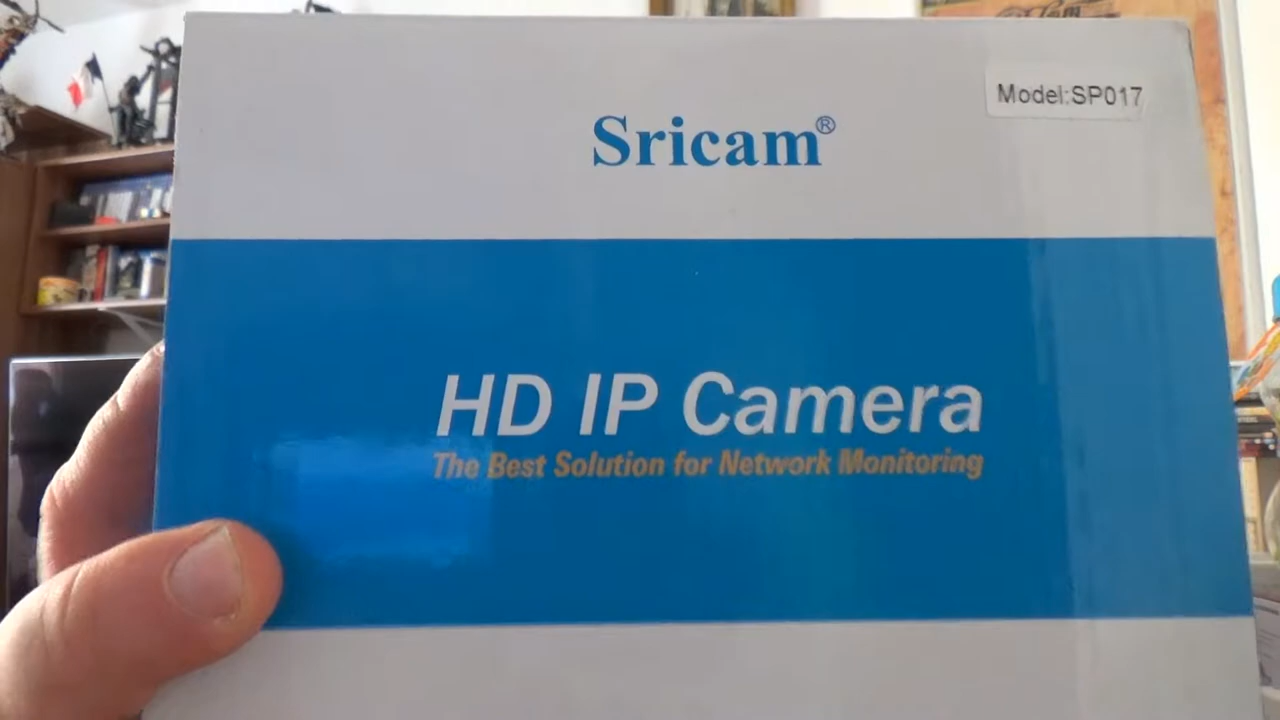 Model:SP017
Sricam®
HD IP Camera
The Best Solution for Network Monitoring